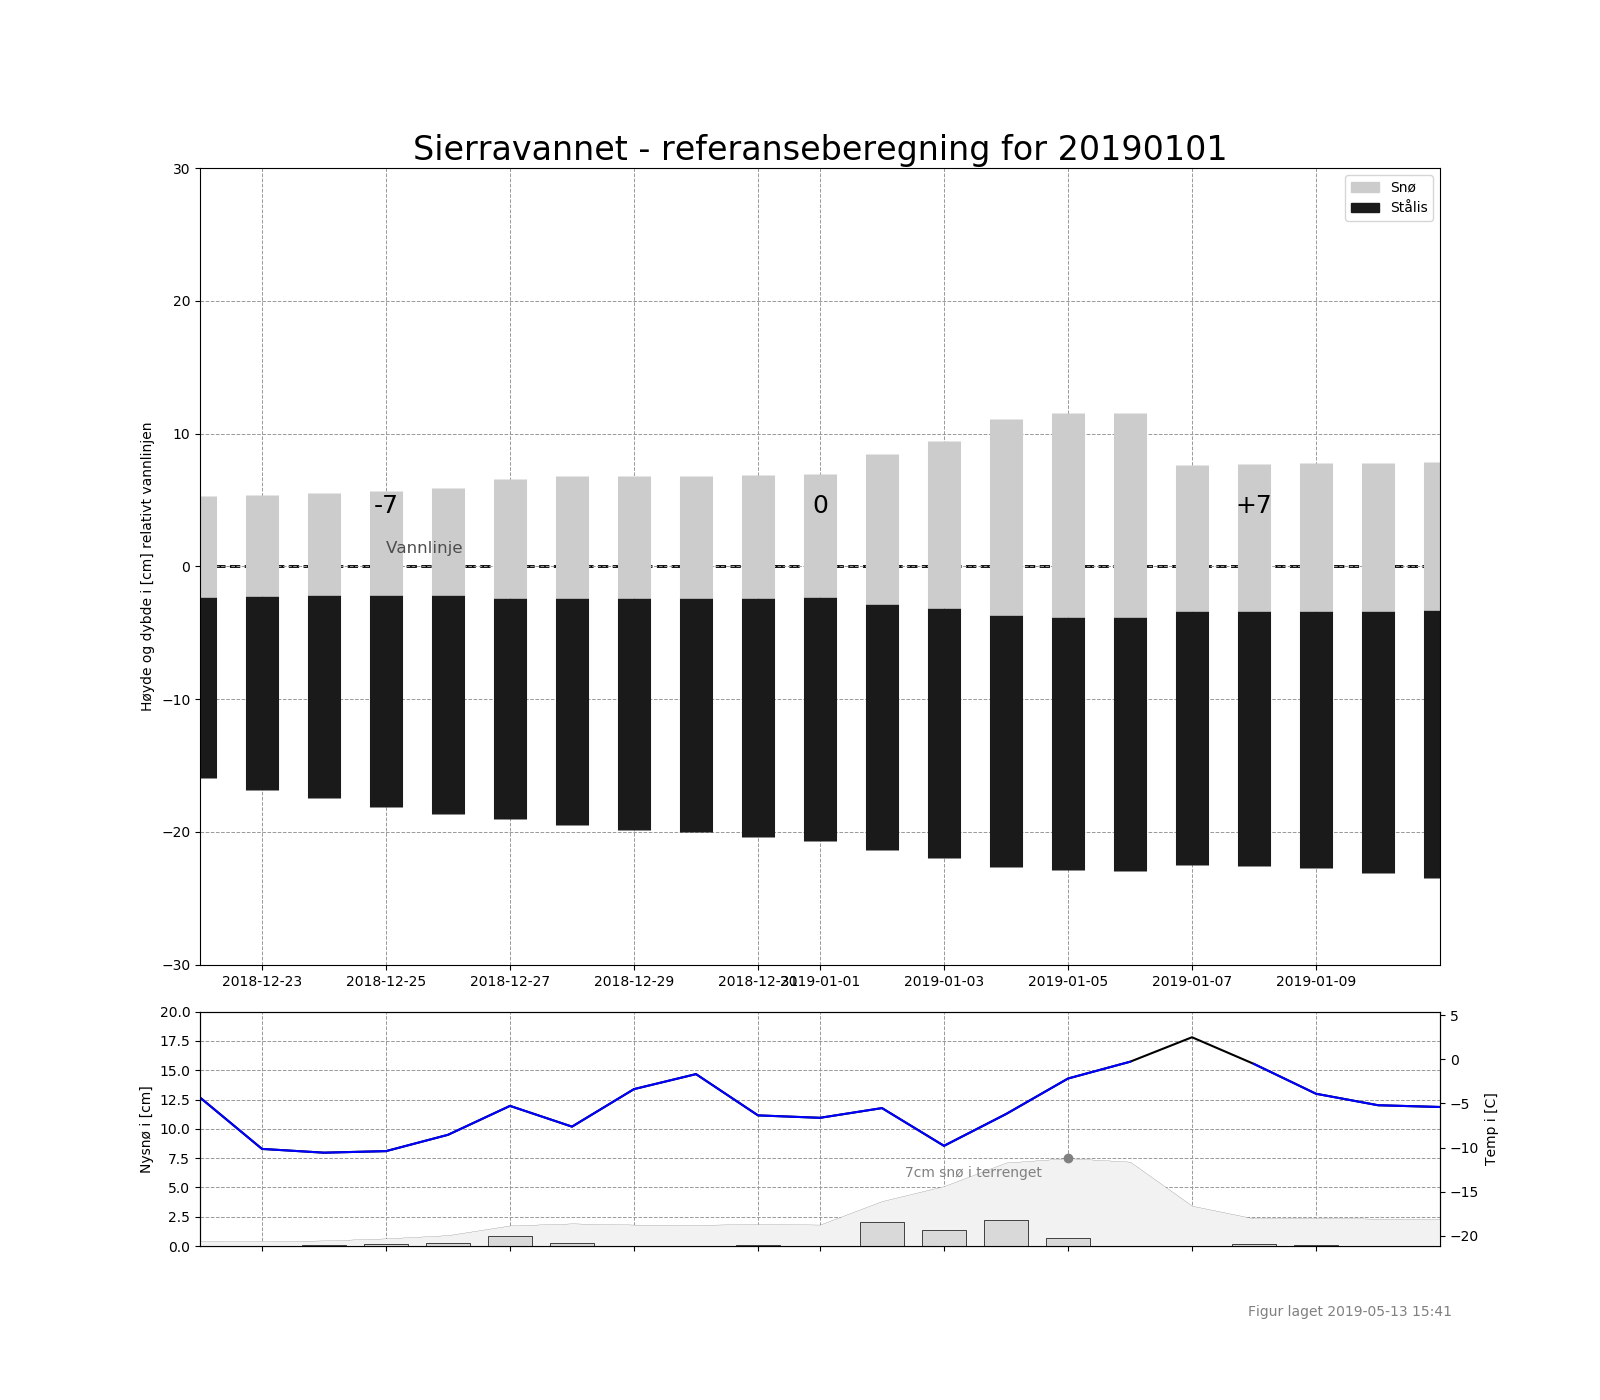 Sierravannet - referanseberegning for 20190101
30
Snø
Stålis
20
10
-7
0
+7
Vannlinje
0
−10
−20
−30
Høyde og dybde i [cm] relativt vannlinjen
2018-12-23 2018-12-25 2018-12-27 2018-12-29 2018-12-31 2019-01-01 2019-01-03 2019-01-05 2019-01-07 2019-01-09
20.0
17.5
15.0
12.5
10.0
7.5
5.0
2.5
0.0
Nysnø i [cm]
7cm snø i terrenget
5
0
−5
−10
−15
−20
Temp i [C]
Figur laget 2019-05-13 15:41